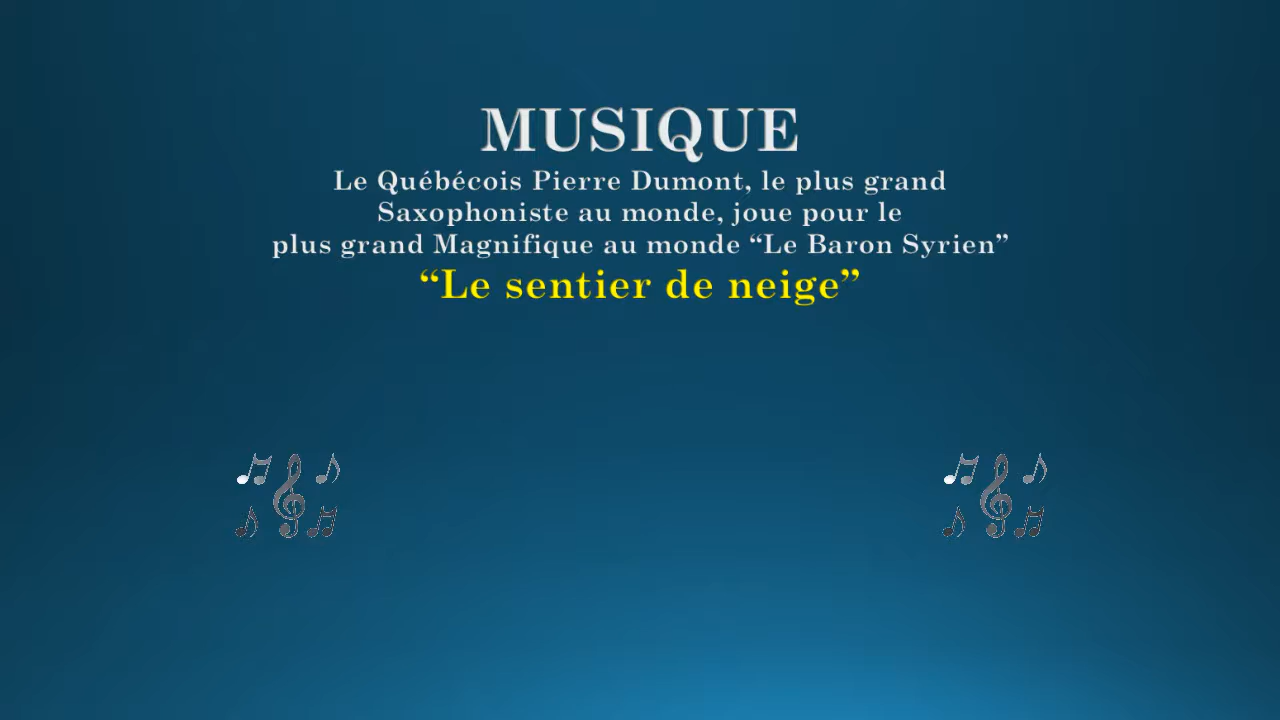 MUSIQUE
Le Québécois Pierre Dumont, le plus grand
Saxophoniste au monde, joue pour le
plus grand Magnifique au monde “Le Baron Syrien”
“Le sentier de neige”